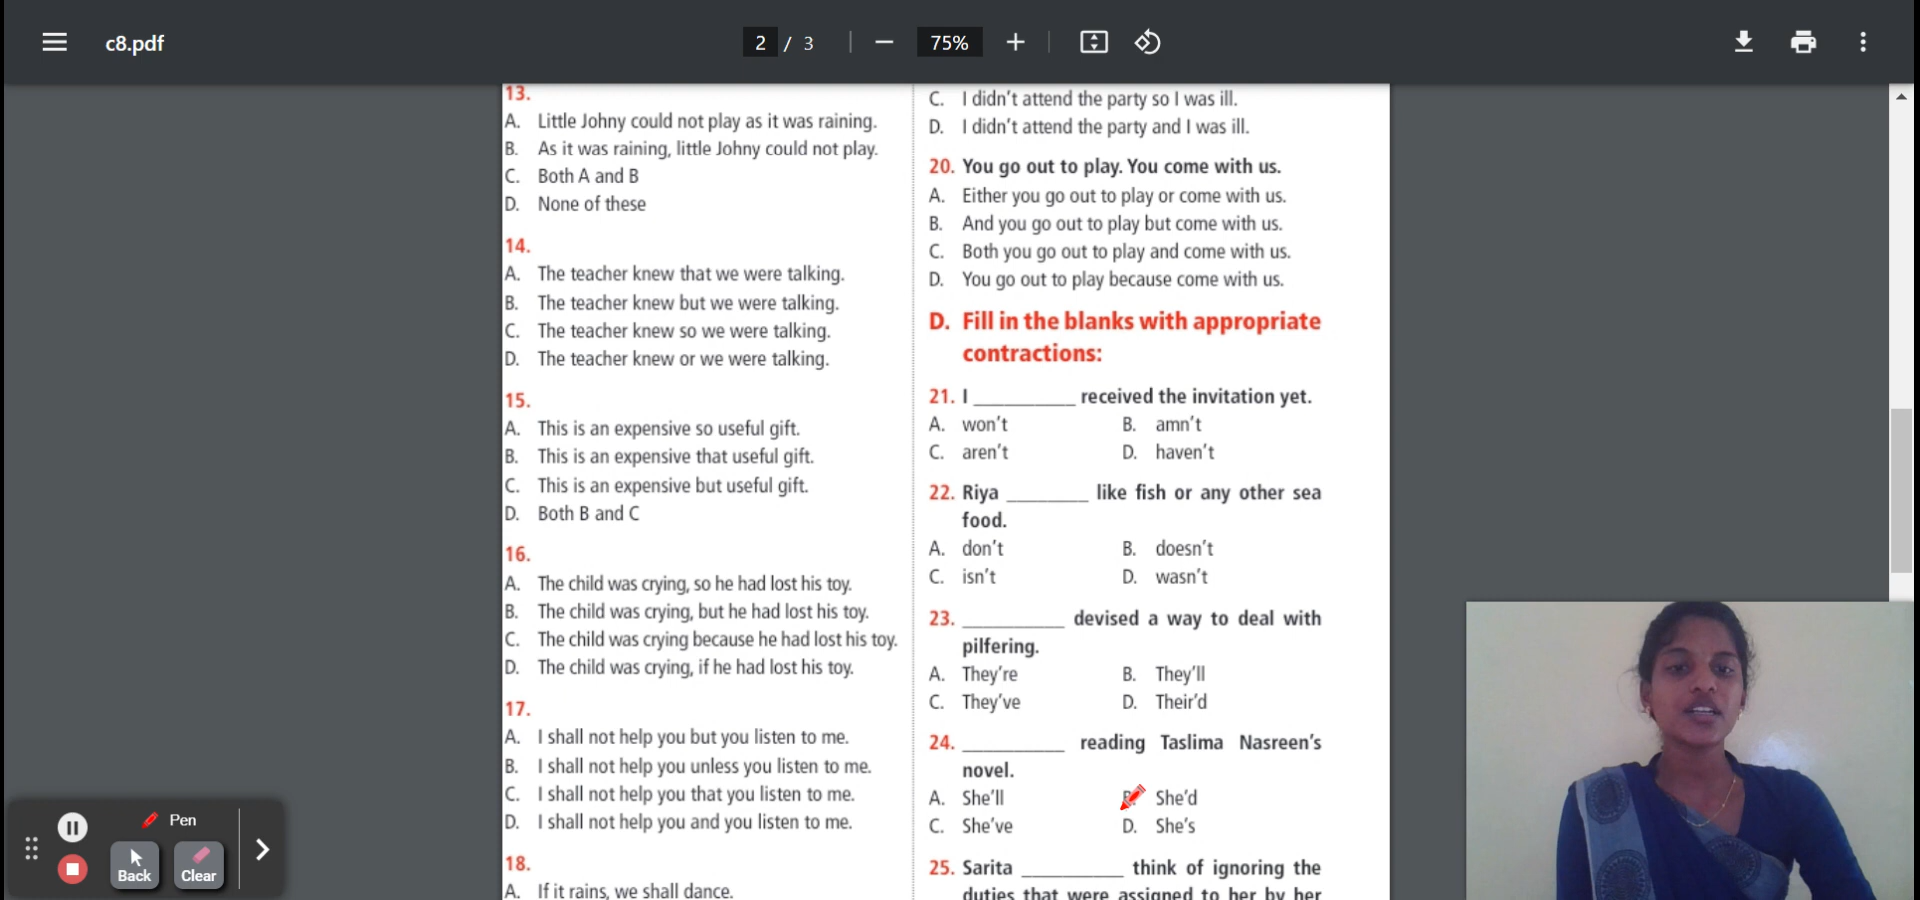 c8.pdf
2 / 3
75%
13.
A. Little Johny could not play as it was raining.
B. As it was raining, little Johny could not play.
C. Both A and B
D. None of these
14.
A. The teacher knew that we were talking.
B. The teacher knew but we were talking.
C. The teacher knew so we were talking.
D. The teacher knew or we were talking.
15.
A. This is an expensive so useful gift.
B. This is an expensive that useful gift.
C. This is an expensive but useful gift.
D. Both B and C
16.
A. The child was crying, so he had lost his toy.
B. The child was crying, but he had lost his toy.
C. The child was crying because he had lost his toy.
D. The child was crying, if he had lost his toy.
17.
A. I shall not help you but you listen to me.
B. I shall not help you unless you listen to me.
C. I shall not help you that you listen to me.
D. I shall not help you and you listen to me.
18.
A. If it rains, we shall dance.
C. I didn't attend the party so I was ill.
D. I didn't attend the party and I was ill.
20. You go out to play. You come with us.
A. Either you go out to play or come with us.
B. And you go out to play but come with us.
C. Both you go out to play and come with us.
D. You go out to play because come with us.
D. Fill in the blanks with appropriate
contractions:
21. I __________ received the invitation yet.
A. won't B. amn't
C. aren't D. haven't
22. Riya ________ like fish or any other sea
food.
A. don't B. doesn't
C. isn't D. wasn't
23. __________ devised a way to deal with
pilfering.
A. They're B. They'll
C. They've D. Their'd
24. __________ reading Taslima Nasreen's
novel.
A. She'll She'd
C. She've D. She's
25. Sarita __________ think of ignoring the
duties that were assigned to her by her
Pen
Back
Clear